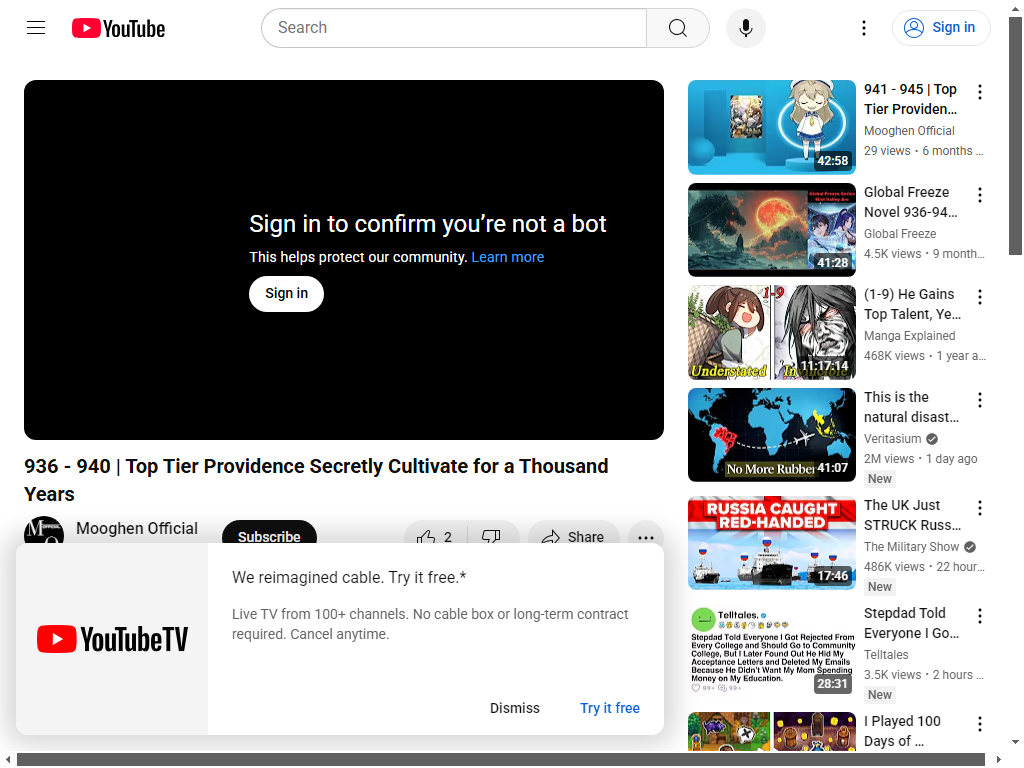 YouTube
Search
Sign in
Sign in to confirm you’re not a bot
This helps protect our community. Learn more
Sign in
936 - 940 | Top Tier Providence Secretly Cultivate for a Thousand
Years
Mooghen Official
Subscribe
2
Share
YouTubeTV
We reimagined cable. Try it free.*
Live TV from 100+ channels. No cable box or long-term contract
required. Cancel anytime.
Dismiss
Try it free
42:58
941 - 945 | Top
Tier Providen...
Mooghen Official
29 views • 6 months ...
41:28
Global Freeze
Novel 936-94...
Global Freeze
4.5K views • 9 month...
1-9
Understated
Invincible
11:17:14
(1-9) He Gains
Top Talent, Ye...
Manga Explained
468K views • 1 year a...
No More Rubber
41:07
This is the
natural disast...
Veritasium
2M views • 1 day ago
New
RUSSIA CAUGHT
RED-HANDED
17:46
The UK Just
STRUCK Russ...
The Military Show
486K views • 22 hour...
New
Telltales.
Stepdad Told Everyone I Got Rejected From
Every College and Should Go to Community
College, But I Later Found Out He Hid My
Acceptance Letters and Deleted My Emails
Because He Didn't Want My Mom Spending
Money on My Education.
99+
99+
28:31
Stepdad Told
Everyone I Go...
Telltales
3.5K views • 2 hours ...
New
I Played 100
Days of ...